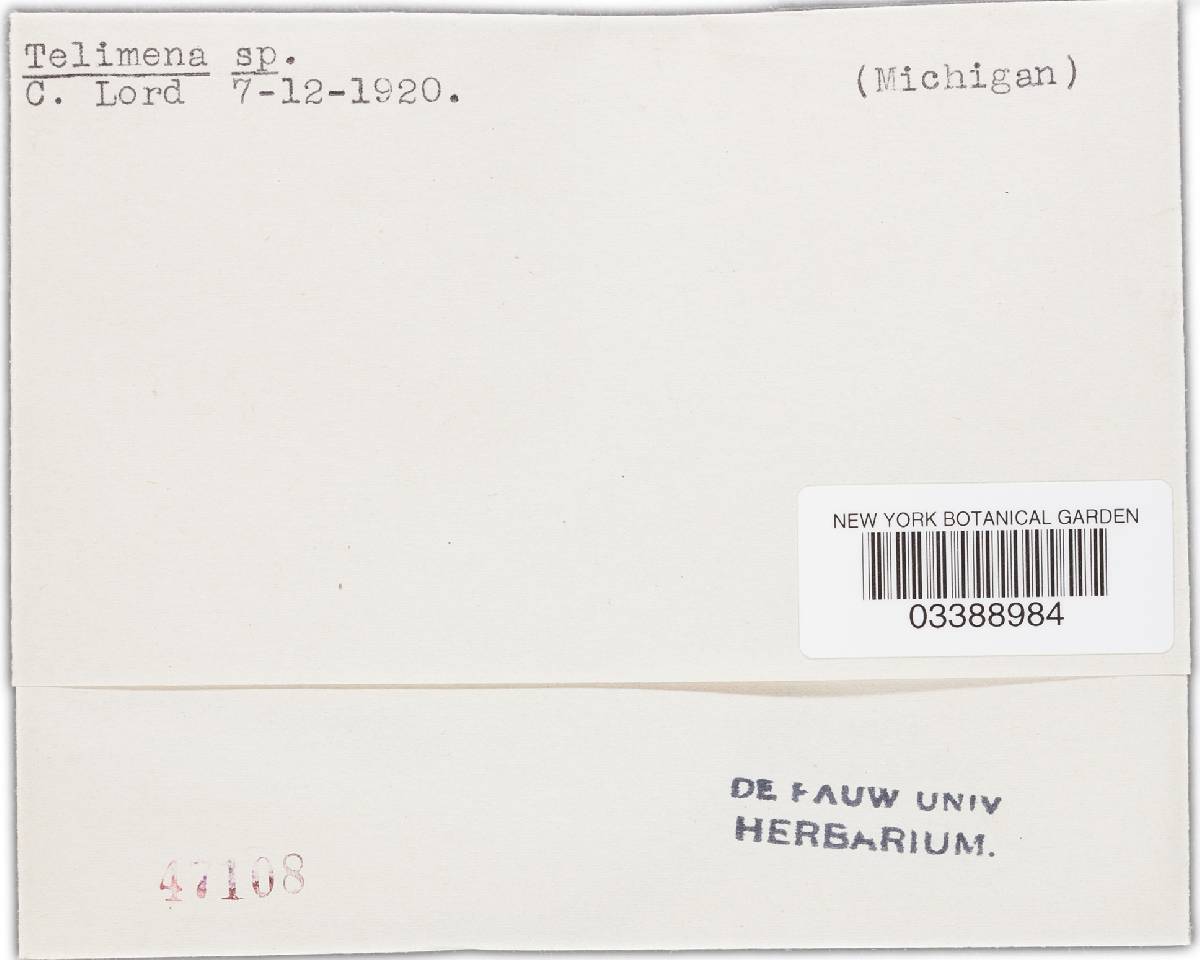 Telimena sp.
C. Lord 7-12-1920.
(Michigan)
NEW YORK BOTANICAL GARDEN
03388984
DE PAUW UNIV
HERBARIUM.
47108